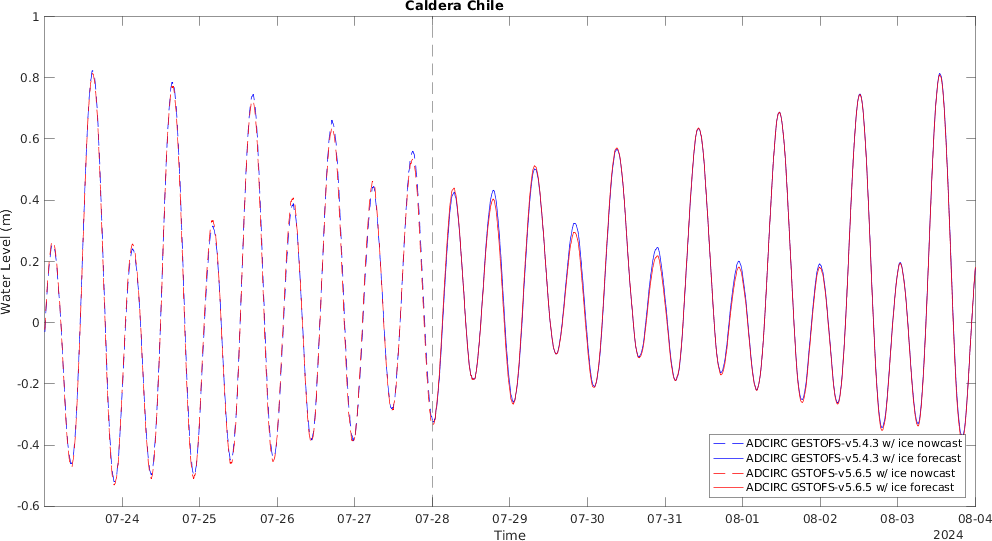 Caldera Chile
1
0.8
0.6
0.4
0.2
0
-0.2
-0.4
-0.6
Water Level (m)
ADCIRC GESTOFS-v5.4.3 w/ ice nowcast
ADCIRC GESTOFS-v5.4.3 w/ ice forecast
ADCIRC GSTOFS-v5.6.5 w/ ice nowcast
ADCIRC GSTOFS-v5.6.5 w/ ice forecast
07-24 07-25 07-26 07-27 07-28 07-29 07-30 07-31 08-01 08-02 08-03 08-04
Time
2024